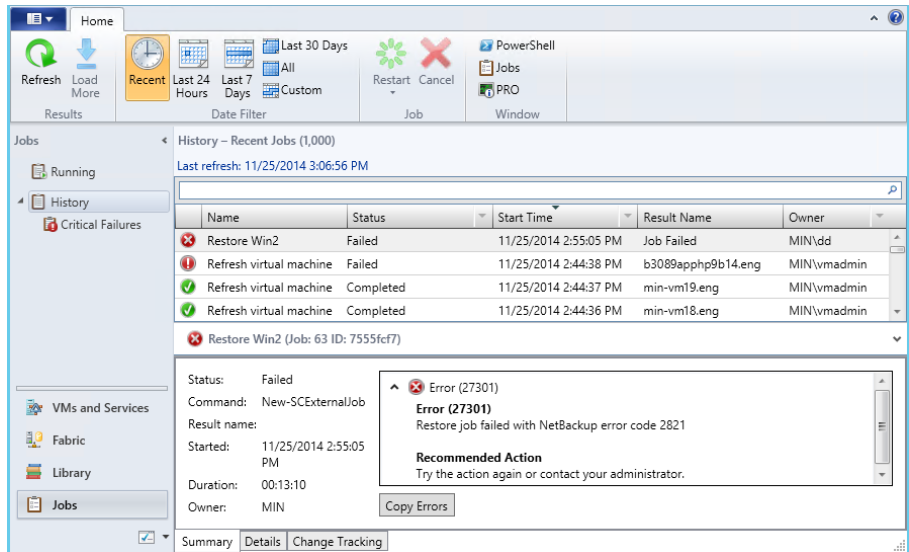 Home
Refresh
Load More
Results
Recent
Last 24 Hours
Last 7 Days
Last 30 Days
All
Custom
Date Filter
Restart
Cancel
Job
PowerShell
Jobs
PRO
Window
Jobs
Running
History
Critical Failures
VMs and Services
Fabric
Library
Jobs
History – Recent Jobs (1,000)
Last refresh: 11/25/2014 3:06:56 PM
Name Status Start Time Result Name Owner
Restore Win2 Failed 11/25/2014 2:55:05 PM Job Failed MIN\dd
Refresh virtual machine Failed 11/25/2014 2:44:38 PM b3089apphp9b14.eng MIN\vmadmin
Refresh virtual machine Completed 11/25/2014 2:44:37 PM min-vm19.eng MIN\vmadmin
Refresh virtual machine Completed 11/25/2014 2:44:36 PM min-vm18.eng MIN\vmadmin
Restore Win2 (Job: 63 ID: 7555fcf7)
Status: Failed
Command: New-SCExternalJob
Result name:
Started: 11/25/2014 2:55:05
PM
Duration: 00:13:10
Owner: MIN
Error (27301)
Error (27301)
Restore job failed with NetBackup error code 2821
Recommended Action
Try the action again or contact your administrator.
Copy Errors
Summary Details Change Tracking